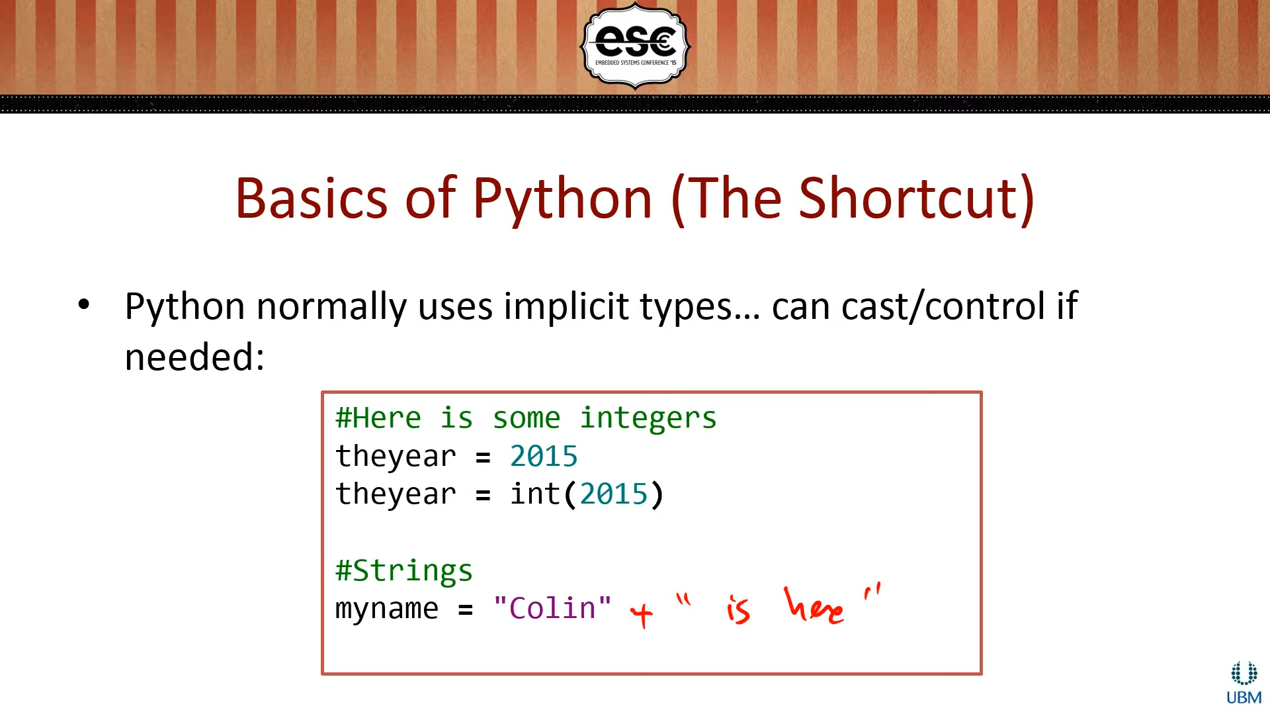 esc
EMBEDDED SYSTEMS CONFERENCE '15
Basics of Python (The Shortcut)
• Python normally uses implicit types… can cast/control if
needed:
#Here is some integers
theyear = 2015
theyear = int(2015)
#Strings
myname = "Colin" + " is here"
UBM